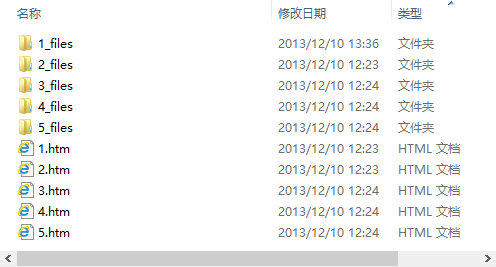 名称 修改日期 类型
1_files 2013/12/10 13:36 文件夹
2_files 2013/12/10 12:23 文件夹
3_files 2013/12/10 12:24 文件夹
4_files 2013/12/10 12:24 文件夹
5_files 2013/12/10 12:24 文件夹
1.htm 2013/12/10 12:23 HTML 文档
2.htm 2013/12/10 12:23 HTML 文档
3.htm 2013/12/10 12:24 HTML 文档
4.htm 2013/12/10 12:24 HTML 文档
5.htm 2013/12/10 12:24 HTML 文档